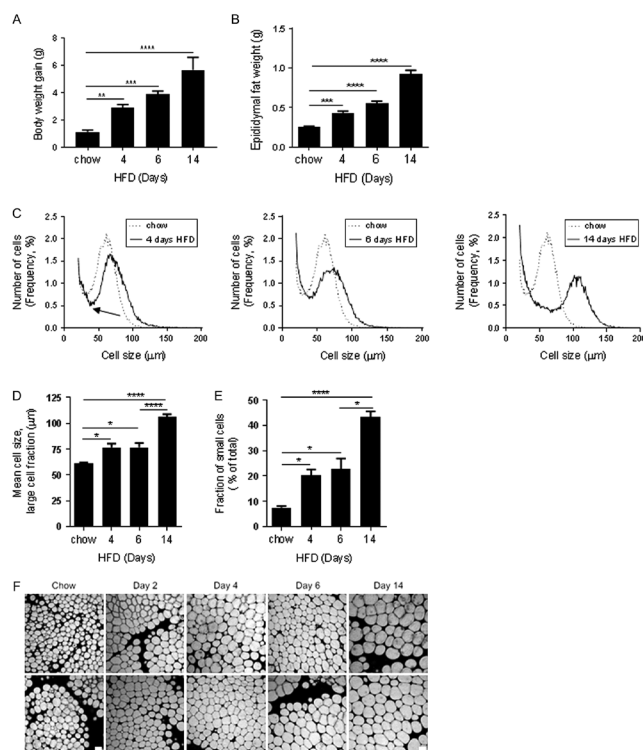 A
Body weight gain (g)
10
8
6
4
2
0
**
***
****
chow 4 6 14
HFD (Days)
B
Epididymal fat weight (g)
1.5
1.0
0.5
0.0
***
****
****
chow 4 6 14
HFD (Days)
C
Number of cells
(Frequency, %)
2.5
2.0
1.5
1.0
0.5
0.0
chow
4 days HFD
0 50 100 150 200
Cell size (µm)
Number of cells
(Frequency, %)
2.5
2.0
1.5
1.0
0.5
0.0
chow
6 days HFD
0 50 100 150 200
Cell size (µm)
Number of cells
(Frequency, %)
2.5
2.0
1.5
1.0
0.5
0.0
chow
14 days HFD
0 50 100 150 200
Cell size (µm)
D
Mean cell size,
large cell fraction (µm)
125
100
75
50
25
0
****
****
*
*
chow 4 6 14
HFD (Days)
E
Fraction of small cells
( % of total)
50
40
30
20
10
0
****
*
*
*
chow 4 6 14
HFD (Days)
F
Chow Day 2 Day 4 Day 6 Day 14